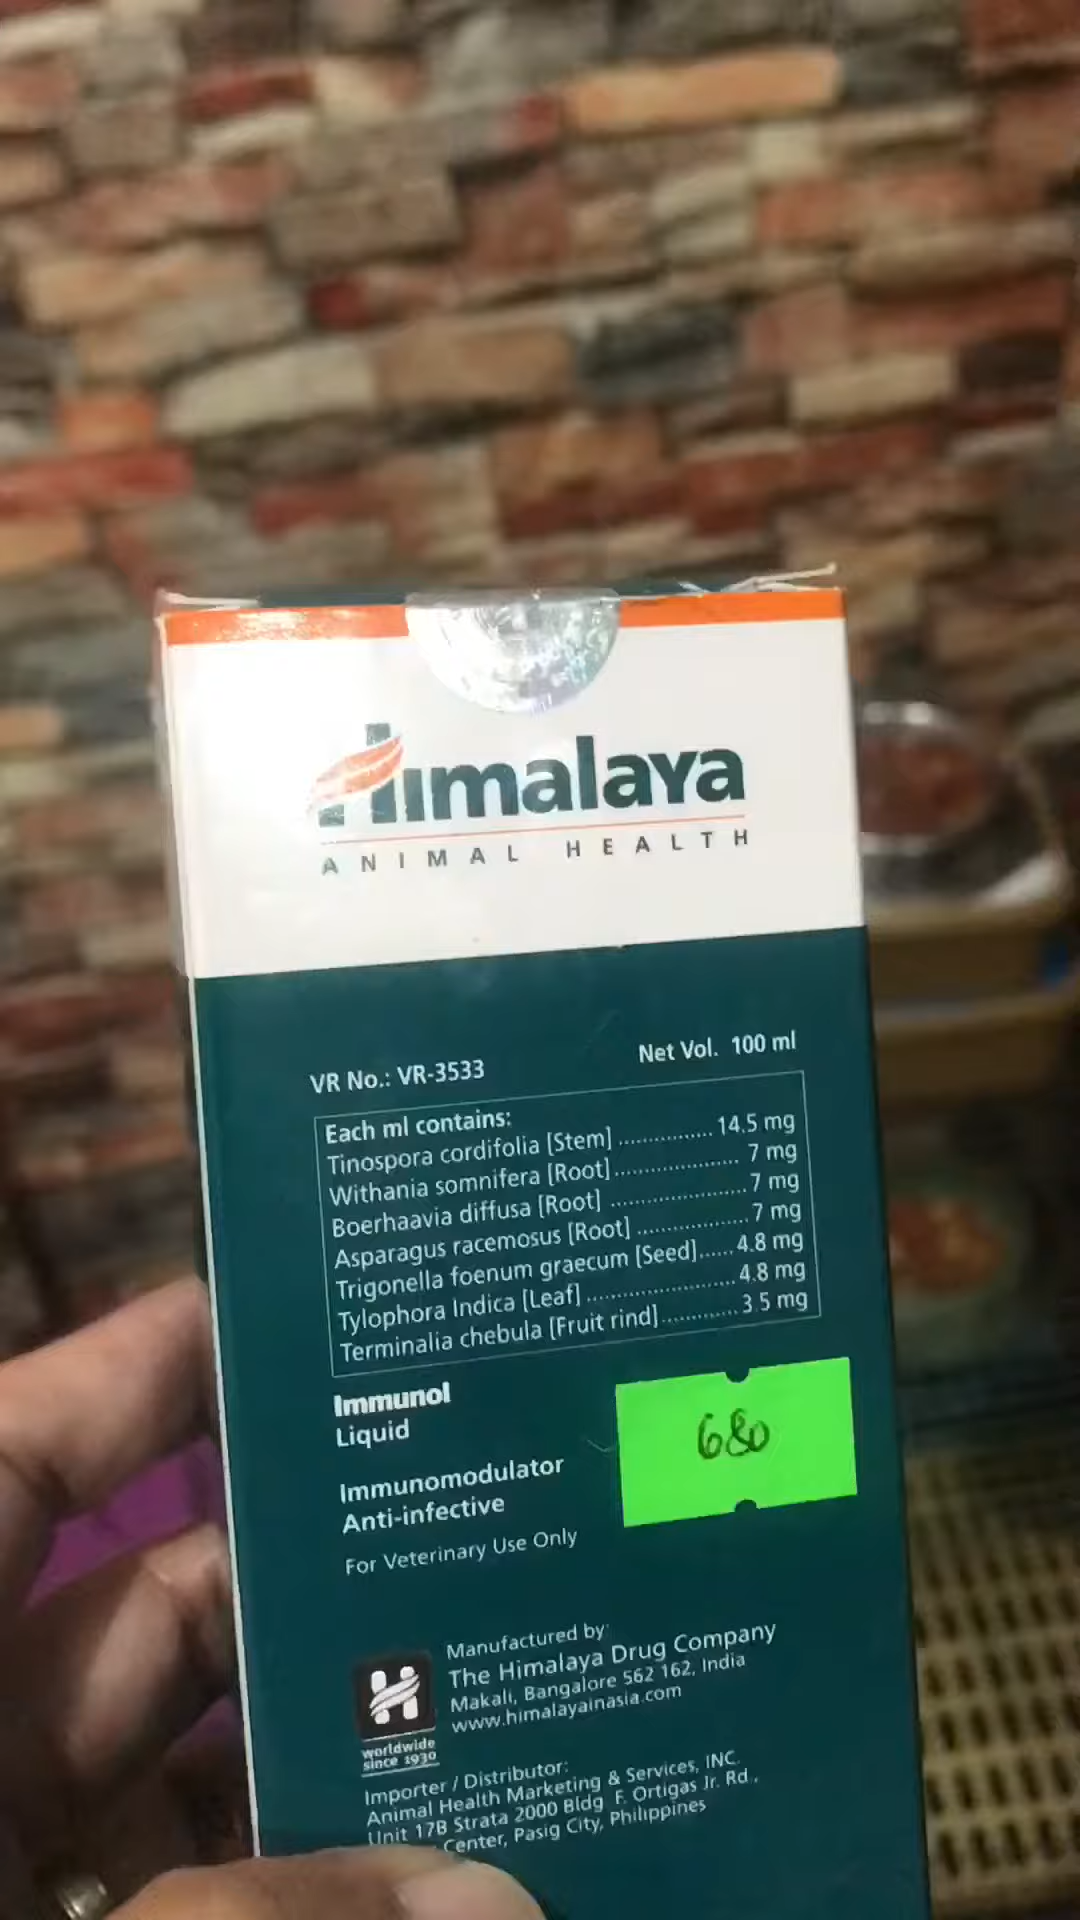 Himalaya
ANIMAL HEALTH
VR No.: VR-3533 Net Vol. 100 ml
Each ml contains:
Tinospora cordifolia [Stem] ................ 14.5 mg
Withania somnifera [Root].................... 7 mg
Boerhaavia diffusa [Root] ...................... 7 mg
Asparagus racemosus [Root] .................. 7 mg
Trigonella foenum graecum [Seed]...... 4.8 mg
Tylophora Indica [Leaf] ........................ 4.8 mg
Terminalia chebula [Fruit rind]............. 3.5 mg
Immunol
Liquid
680
Immunomodulator
Anti-infective
For Veterinary Use Only
Manufactured by:
The Himalaya Drug Company
Makali, Bangalore 562 162, India
www.himalayainasia.com
worldwide
since 1930
Importer / Distributor:
Animal Health Marketing & Services, INC.
Unit 17B Strata 2000 Bldg F. Ortigas Jr. Rd.,
Center, Pasig City, Philippines